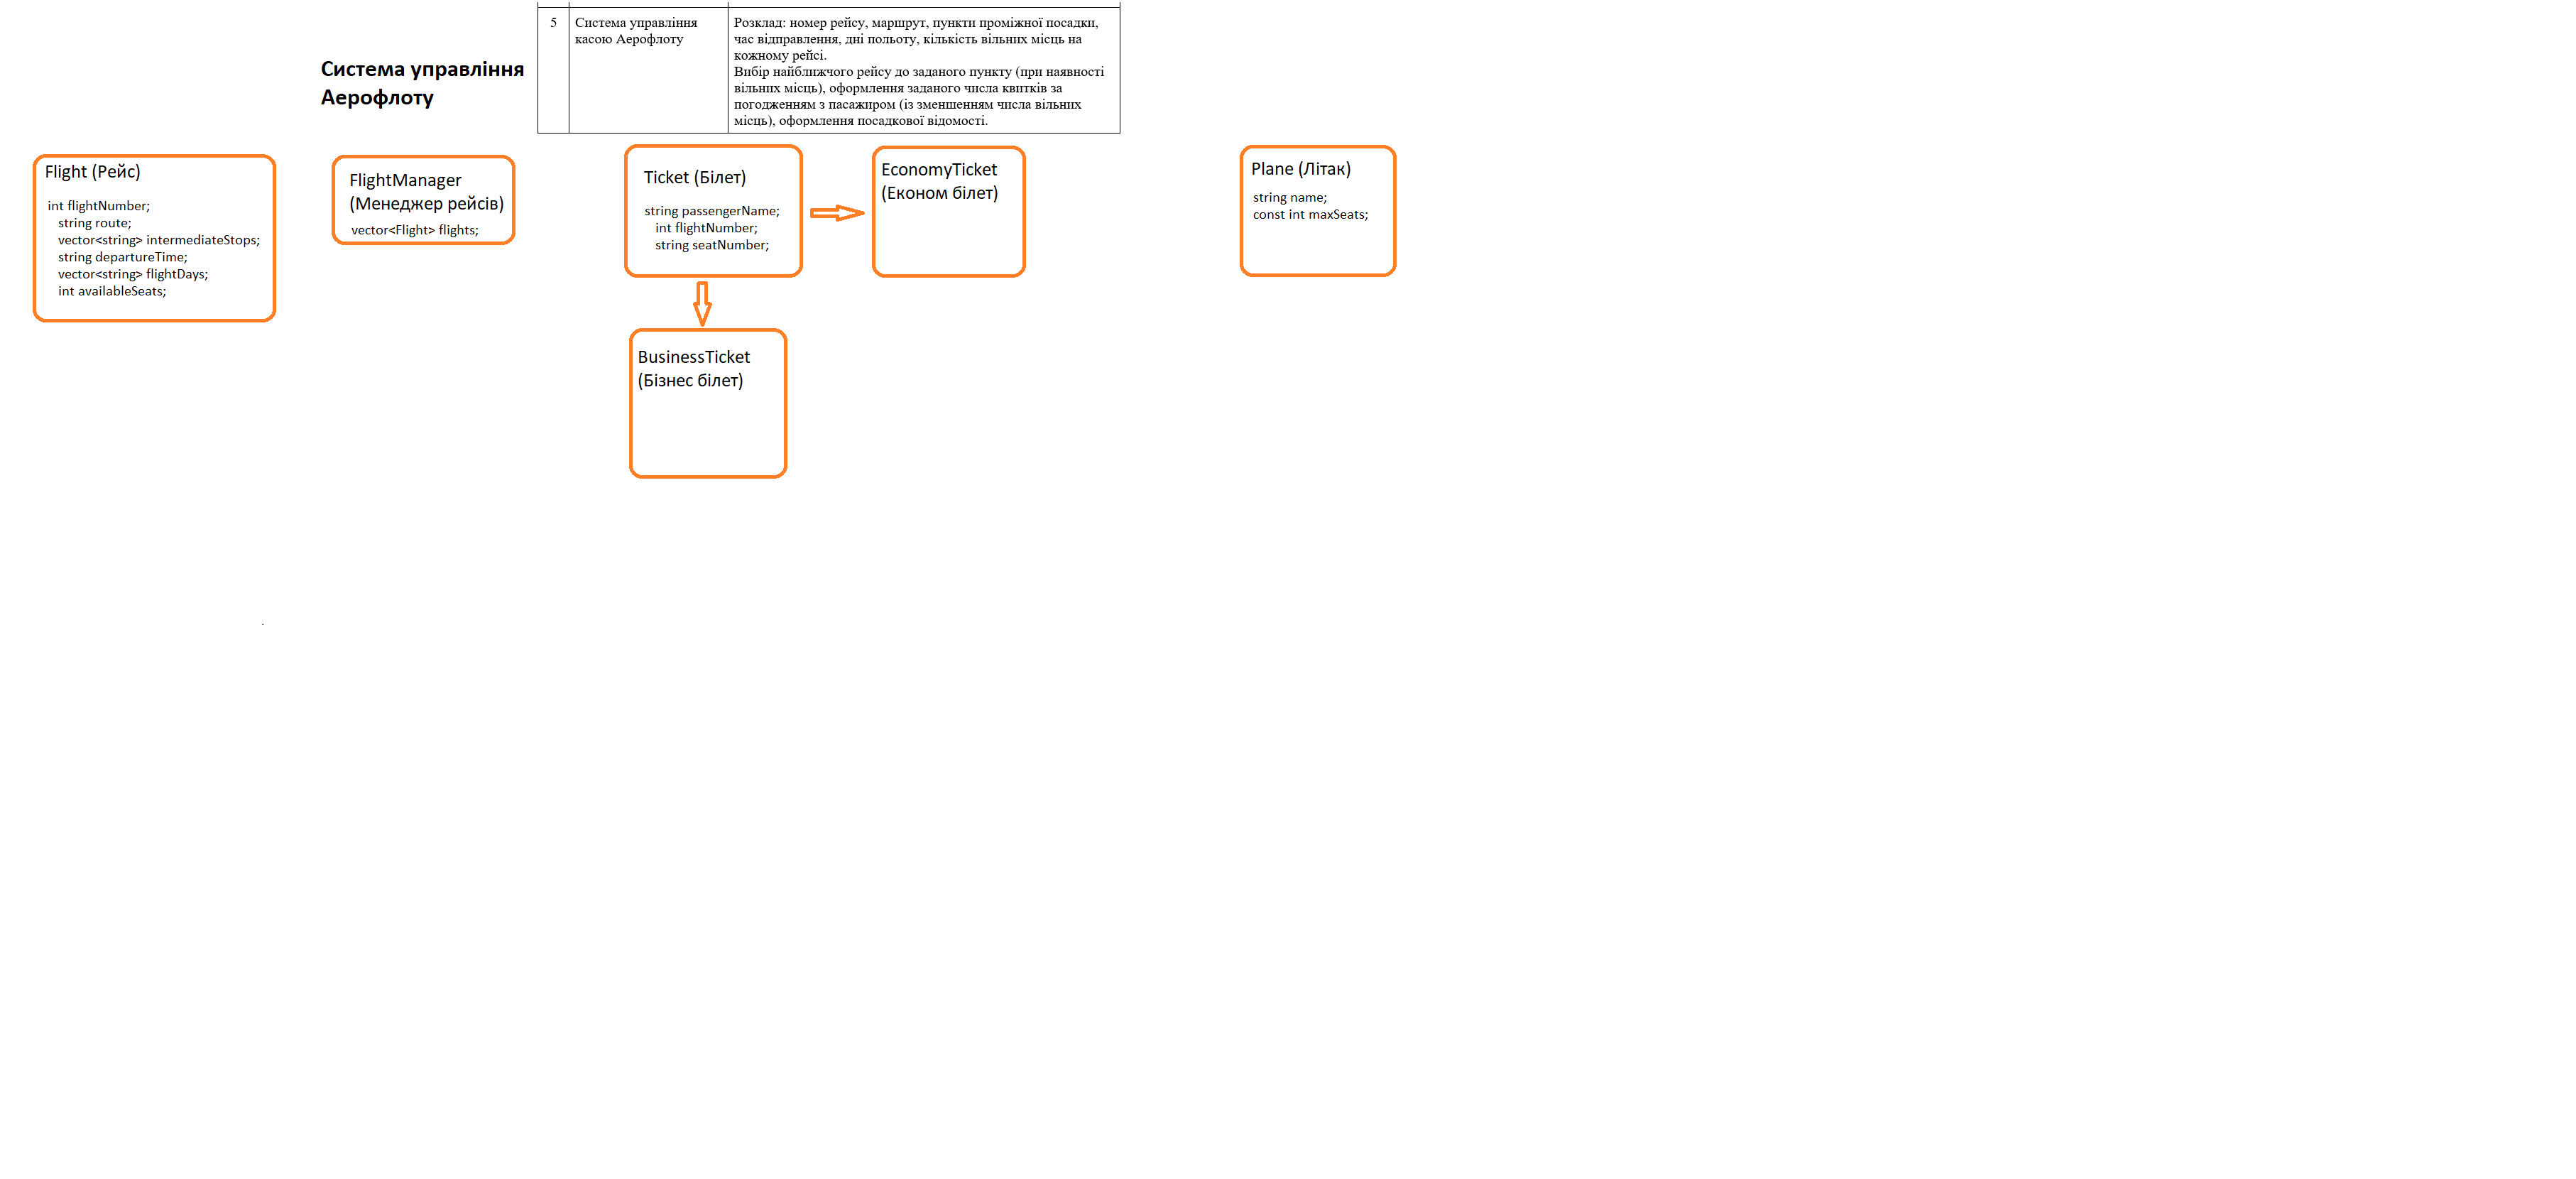 5
Система управління
касою Аерофлоту
Розклад: номер рейсу, маршрут, пункти проміжної посадки,
час відправлення, дні польоту, кількість вільних місць на
кожному рейсі.
Вибір найближчого рейсу до заданого пункту (при наявності
вільних місць), оформлення заданого числа квитків за
погодженням з пасажиром (із зменшенням числа вільних
місць), оформлення посадкової відомості.
Система управління
Аерофлоту
Flight (Рейс)
int flightNumber;
string route;
vector<string> intermediateStops;
string departureTime;
vector<string> flightDays;
int availableSeats;
FlightManager
(Менеджер рейсів)
vector<Flight> flights;
Ticket (Білет)
string passengerName;
int flightNumber;
string seatNumber;
EconomyTicket
(Економ білет)
Plane (Літак)
string name;
const int maxSeats;
BusinessTicket
(Бізнес білет)